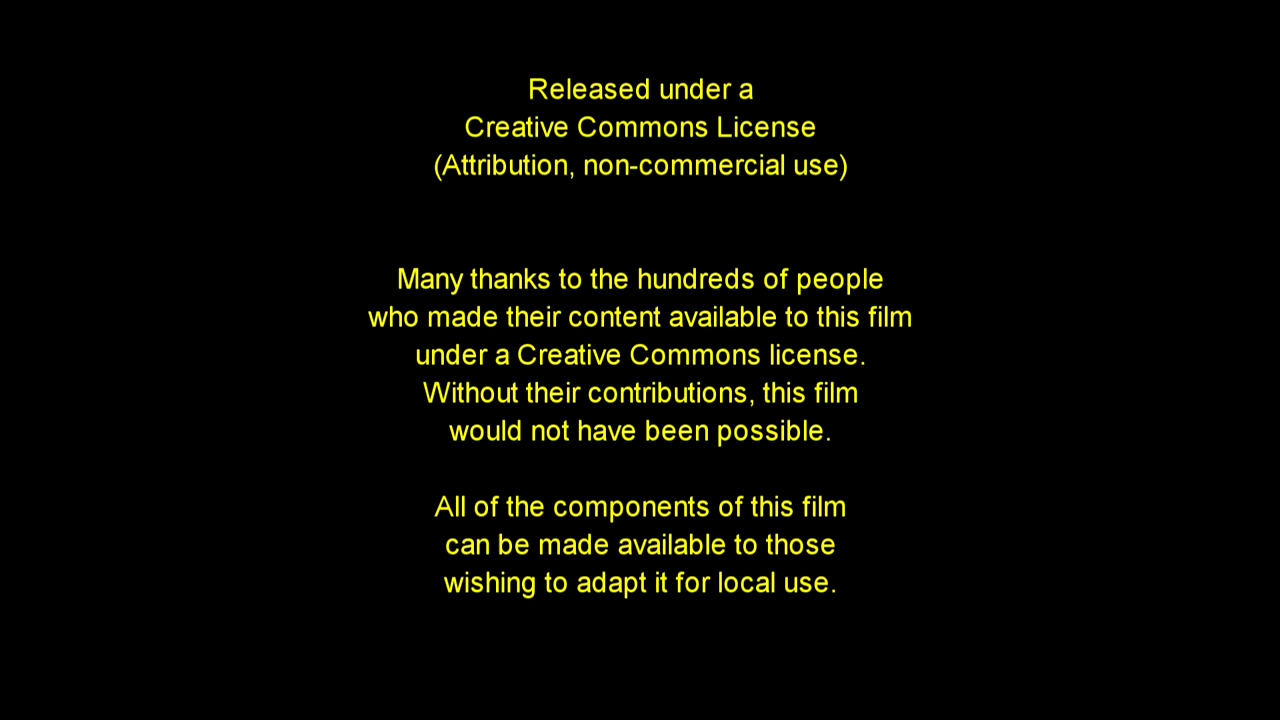 Released under a
Creative Commons License
(Attribution, non-commercial use)
Many thanks to the hundreds of people
who made their content available to this film
under a Creative Commons license.
Without their contributions, this film
would not have been possible.
All of the components of this film
can be made available to those
wishing to adapt it for local use.